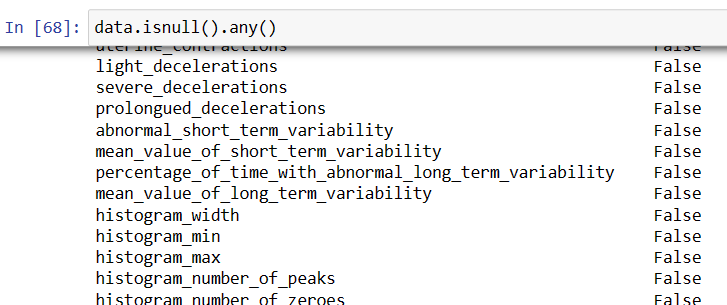 In [68]: data.isnull().any()
uterine_contractions False
light_decelerations False
severe_decelerations False
prolongued_decelerations False
abnormal_short_term_variability False
mean_value_of_short_term_variability False
percentage_of_time_with_abnormal_long_term_variability False
mean_value_of_long_term_variability False
histogram_width False
histogram_min False
histogram_max False
histogram_number_of_peaks False
histogram_number_of_zeroes False